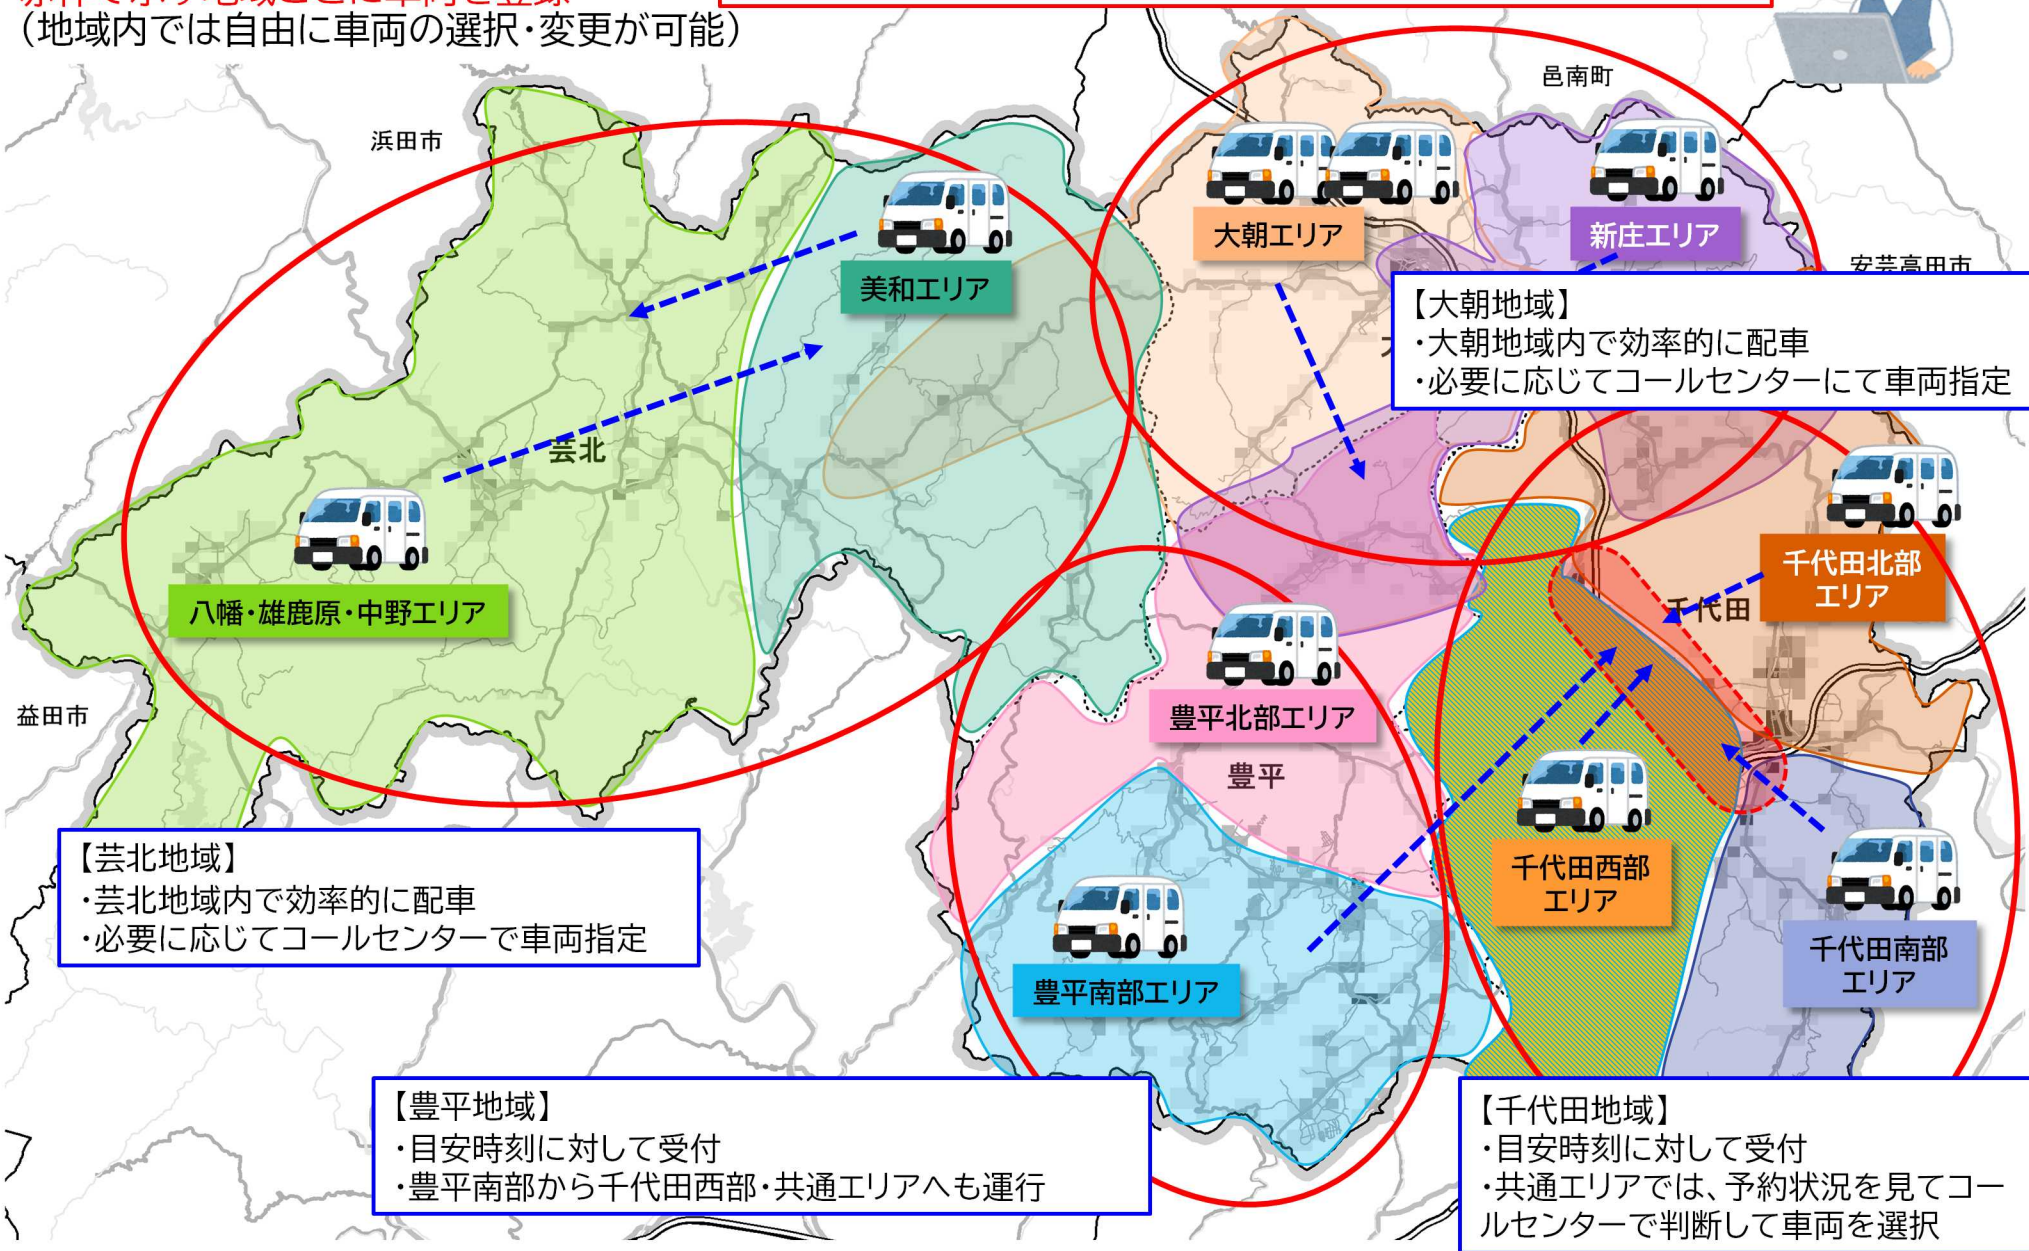 (地域内では自由に車両の選択・変更が可能)
邑南町
浜田市
大朝エリア
新庄エリア
安芸高田市
美和エリア
【大朝地域】
・大朝地域内で効率的に配車
・必要に応じてコールセンターにて車両指定
芸北
千代田北部
エリア
千代田
八幡・雄鹿原・中野エリア
益田市
豊平北部エリア
豊平
【芸北地域】
・芸北地域内で効率的に配車
・必要に応じてコールセンターで車両指定
千代田西部
エリア
千代田南部
エリア
豊平南部エリア
【豊平地域】
・目安時刻に対して受付
・豊平南部から千代田西部・共通エリアへも運行
【千代田地域】
・目安時刻に対して受付
・共通エリアでは、予約状況を見てコー
ルセンターで判断して車両を選択